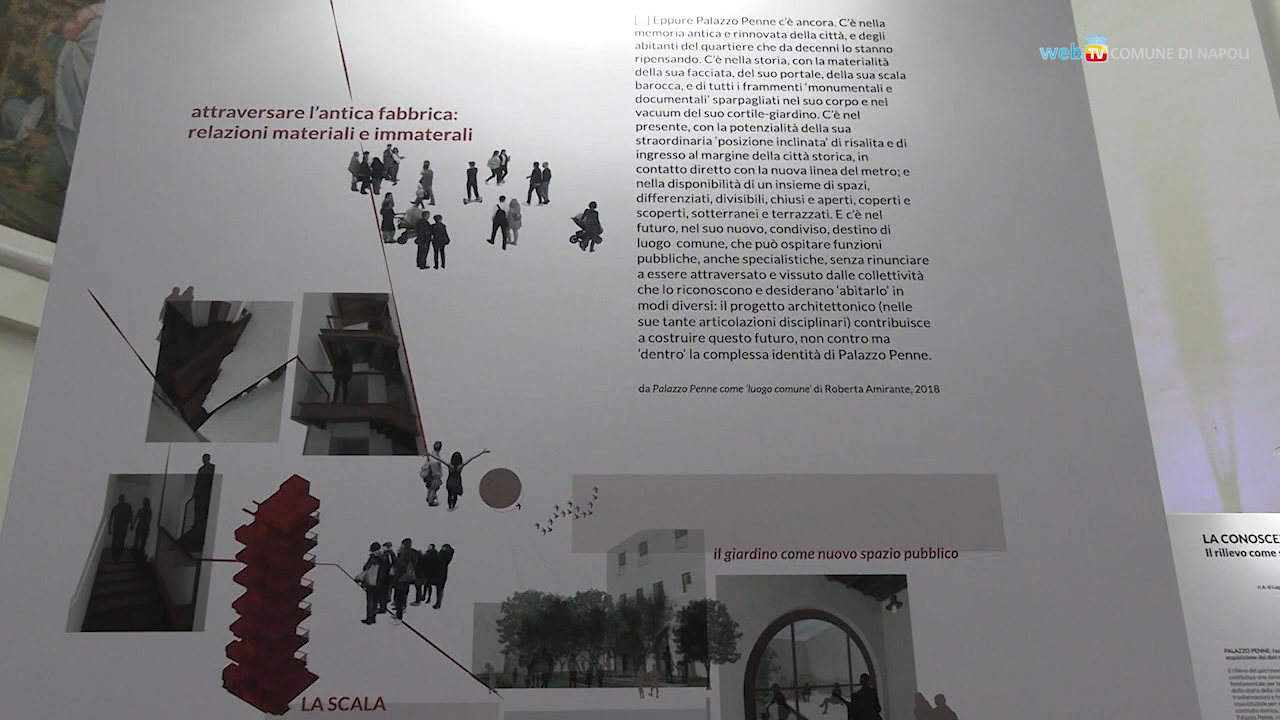 [...] Eppure Palazzo Penne c'è ancora. C'è nella
memoria antica e rinnovata della città, e degli
abitanti del quartiere che da decenni lo stanno
ripensando. C'è nella storia, con la materialità
della sua facciata, del suo portale, della sua scala
barocca, e di tutti i frammenti 'monumentali e
documentali' sparpagliati nel suo corpo e nel
vacuum del suo cortile-giardino. C'è nel
presente, con la potenzialità della sua
straordinaria 'posizione inclinata' di risalita e di
ingresso al margine della città storica, in
contatto diretto con la nuova linea del metro; e
nella disponibilità di un insieme di spazi,
differenziati, divisibili, chiusi e aperti, coperti e
scoperti, sotterranei e terrazzati. E c'è nel
futuro, nel suo nuovo, condiviso, destino di
luogo comune, che può ospitare funzioni
pubbliche, anche specialistiche, senza rinunciare
a essere attraversato e vissuto dalle collettività
che lo riconoscono e desiderano 'abitarlo' in
modi diversi: il progetto architettonico (nelle
sue tante articolazioni disciplinari) contribuisce
a costruire questo futuro, non contro ma
'dentro' la complessa identità di Palazzo Penne.
da Palazzo Penne come 'luogo comune' di Roberta Amirante, 2018
attraversare l'antica fabbrica:
relazioni materiali e immaterali
il giardino come nuovo spazio pubblico
LA SCALA
web TV COMUNE DI NAPOLI
LA CONOSCE
Il rilievo come
PALAZZO PENNE: